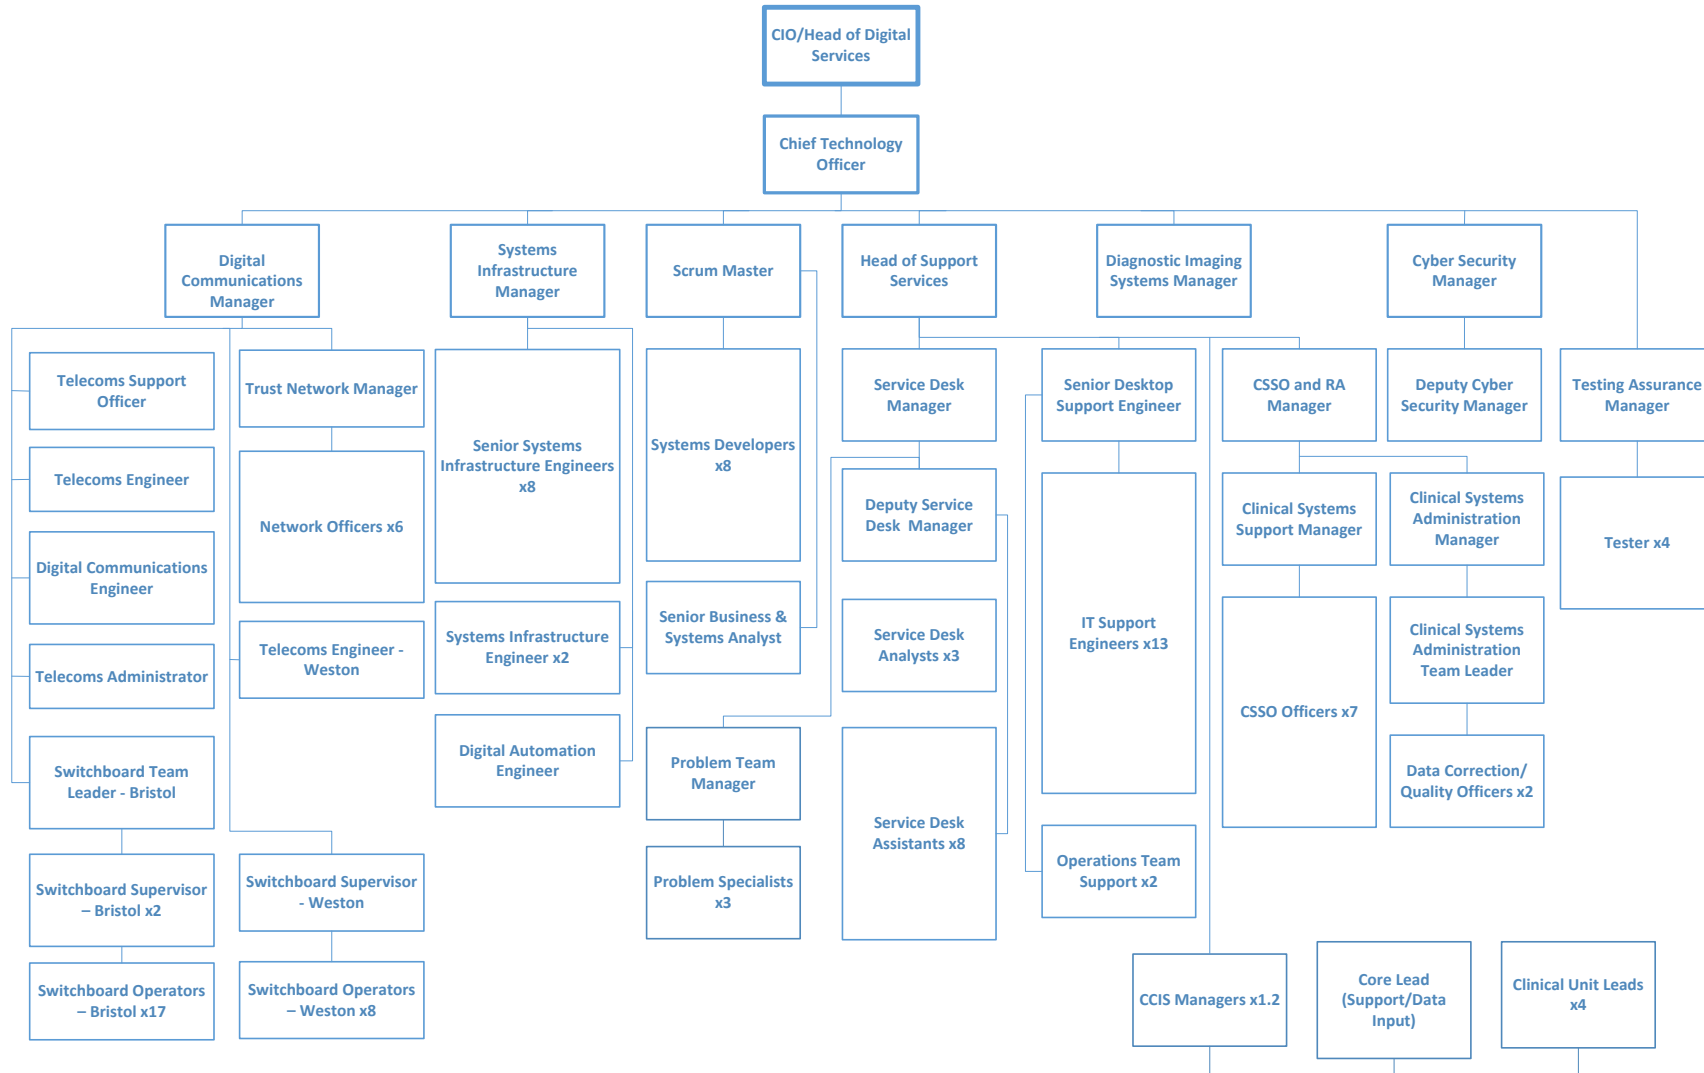 CIO/Head of Digital
Services
Chief Technology
Officer
Digital
Communications
Manager
Systems
Infrastructure
Manager
Scrum Master
Head of Support
Services
Diagnostic Imaging
Systems Manager
Cyber Security
Manager
Telecoms Support
Officer
Trust Network Manager
Senior Systems
Infrastructure Engineers
x8
Systems Developers
x8
Service Desk
Manager
Senior Desktop
Support Engineer
CSSO and RA
Manager
Deputy Cyber
Security Manager
Testing Assurance
Manager
Telecoms Engineer
Network Officers x6
Deputy Service
Desk  Manager
Clinical Systems
Support Manager
Clinical Systems
Administration
Manager
Tester x4
Digital Communications
Engineer
Telecoms Administrator
Telecoms Engineer -
Weston
Systems Infrastructure
Engineer x2
Senior Business &
Systems Analyst
Service Desk
Analysts x3
IT Support
Engineers x13
CSSO Officers x7
Clinical Systems
Administration
Team Leader
Switchboard Team
Leader - Bristol
Digital Automation
Engineer
Problem Team
Manager
Service Desk
Assistants x8
Data Correction/
Quality Officers x2
Switchboard Supervisor
– Bristol x2
Switchboard Supervisor
- Weston
Problem Specialists
x3
Operations Team
Support x2
Switchboard Operators
– Bristol x17
Switchboard Operators
– Weston x8
CCIS Managers x1.2
Core Lead
(Support/Data
Input)
Clinical Unit Leads
x4